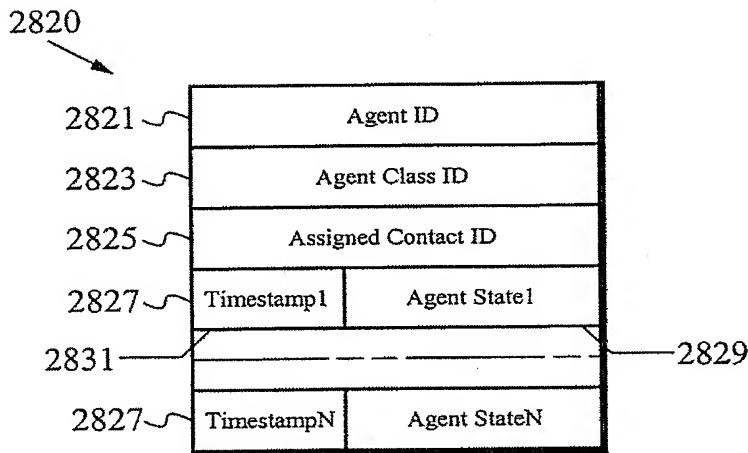 2820
2821 Agent ID
2823 Agent Class ID
2825 Assigned Contact ID
2827 Timestamp1 Agent State1
2831 2829
2827 TimestampN Agent StateN